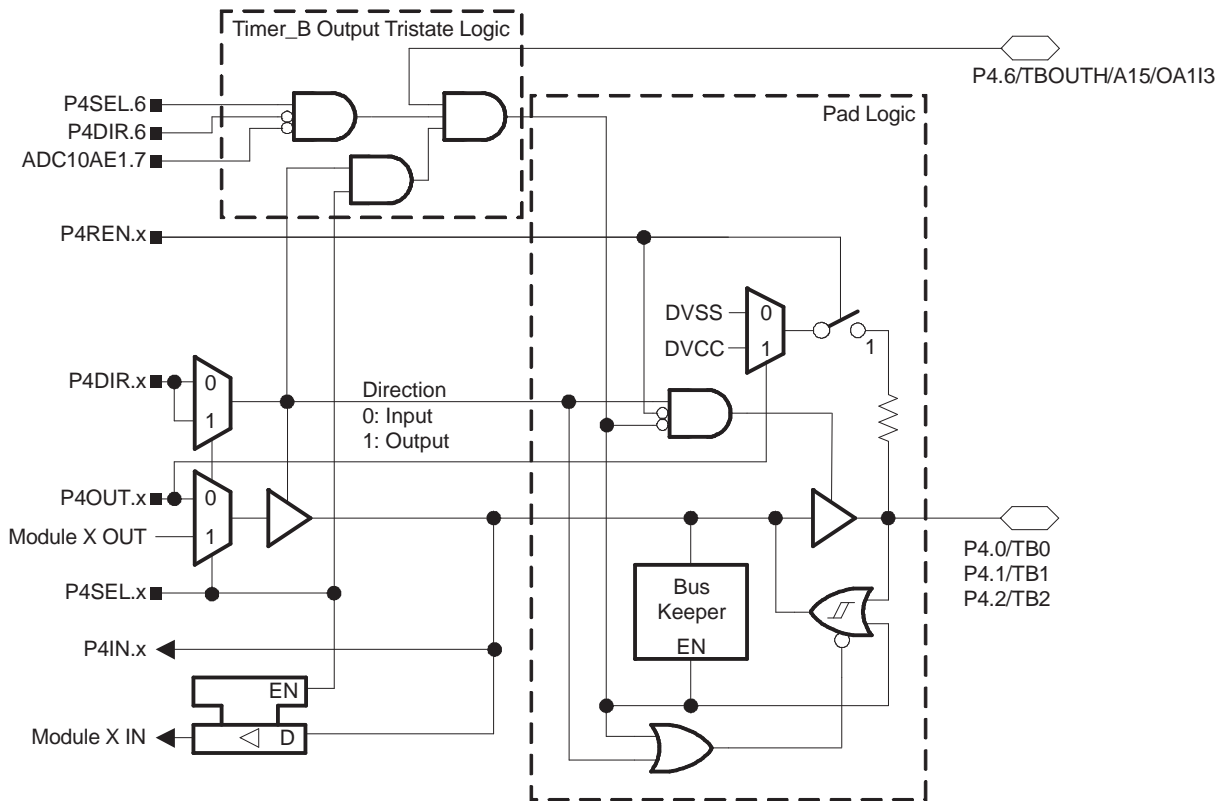 Timer_B Output Tristate Logic
P4.6/TBOUTH/A15/OA1I3
P4SEL.6
P4DIR.6
ADC10AE1.7
Pad Logic
P4REN.x
DVSS
0
DVCC
1
1
P4DIR.x
0
1
Direction
0: Input
1: Output
P4OUT.x
0
Module X OUT
1
P4.0/TB0
P4.1/TB1
P4.2/TB2
P4SEL.x
Bus
Keeper
EN
P4IN.x
EN
Module X IN
D